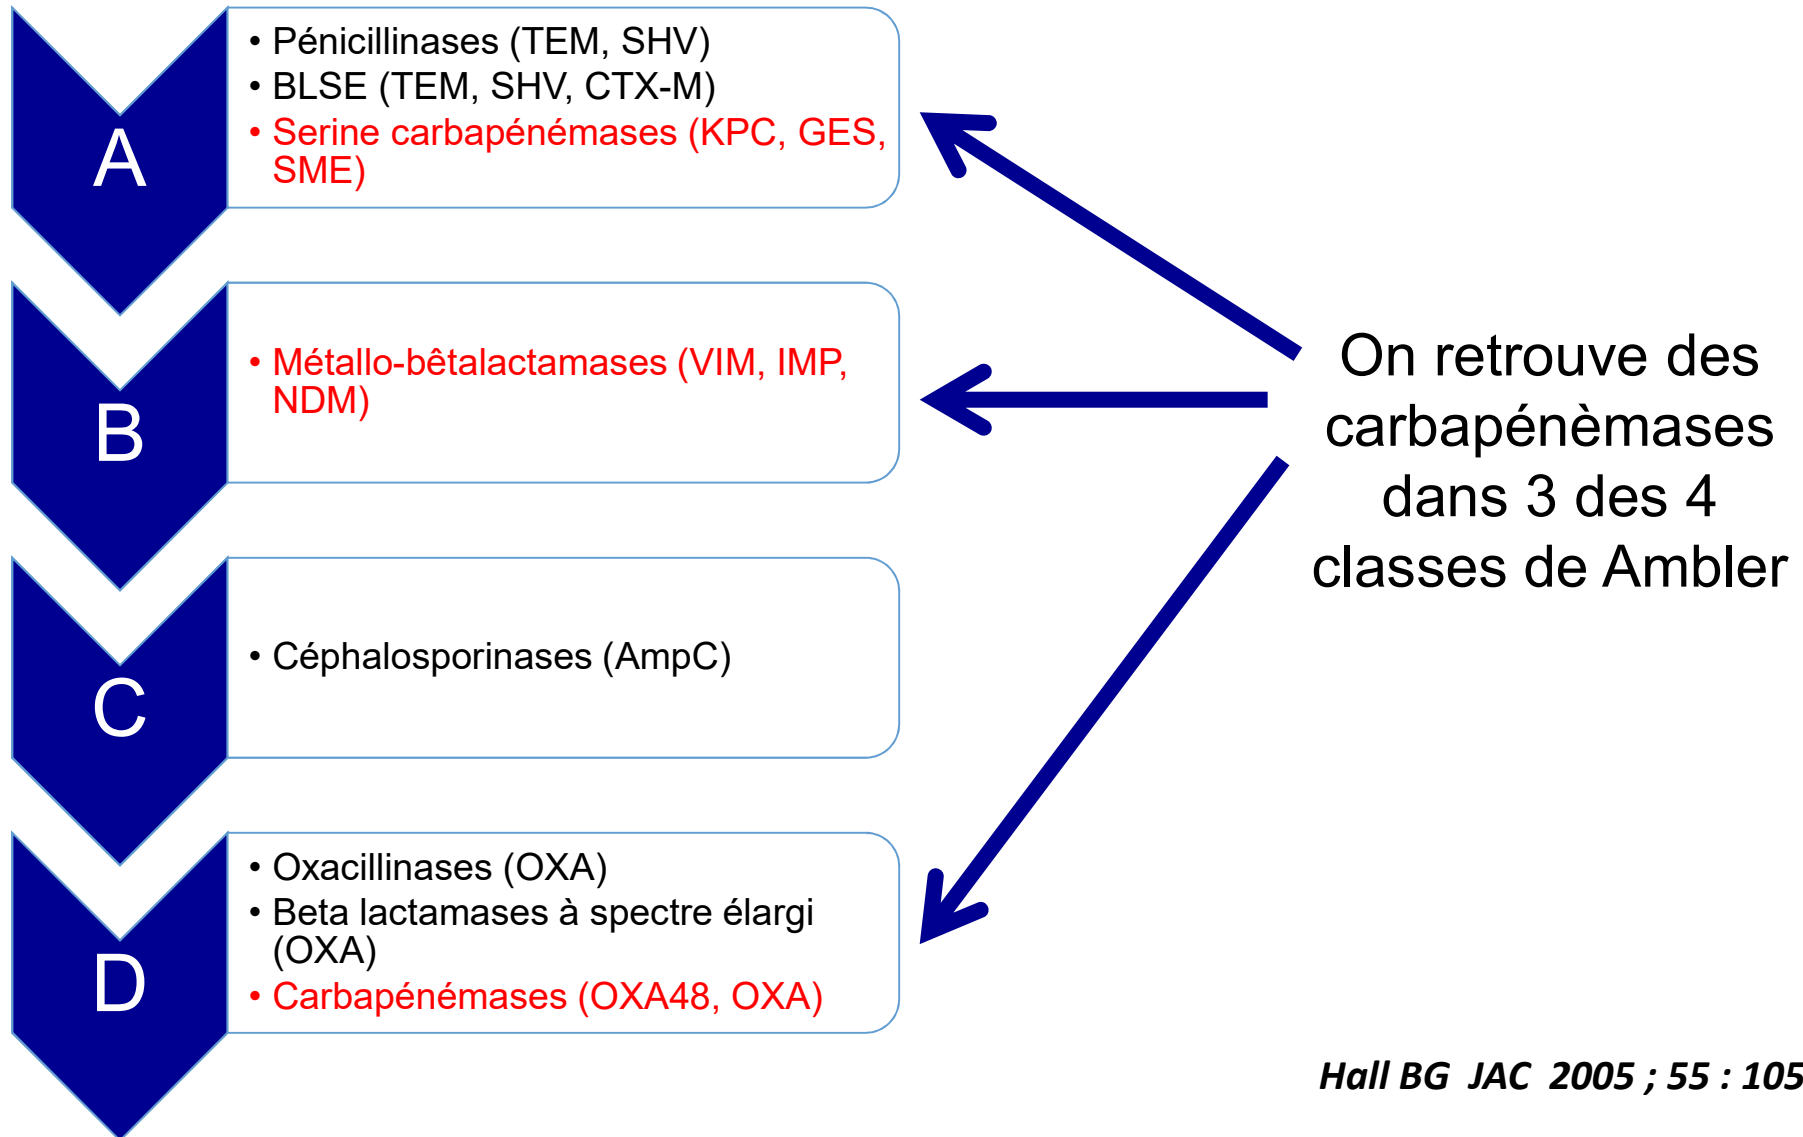 A
• Pénicillinases (TEM, SHV)
• BLSE (TEM, SHV, CTX-M)
• Serine carbapénémases (KPC, GES,
SME)
B
• Métallo-bêtalactamases (VIM, IMP,
NDM)
C
• Céphalosporinases (AmpC)
D
• Oxacillinases (OXA)
• Beta lactamases à spectre élargi
(OXA)
• Carbapénémases (OXA48, OXA)
On retrouve des
carbapénèmases
dans 3 des 4
classes de Ambler
Hall BG JAC 2005 ; 55 : 105